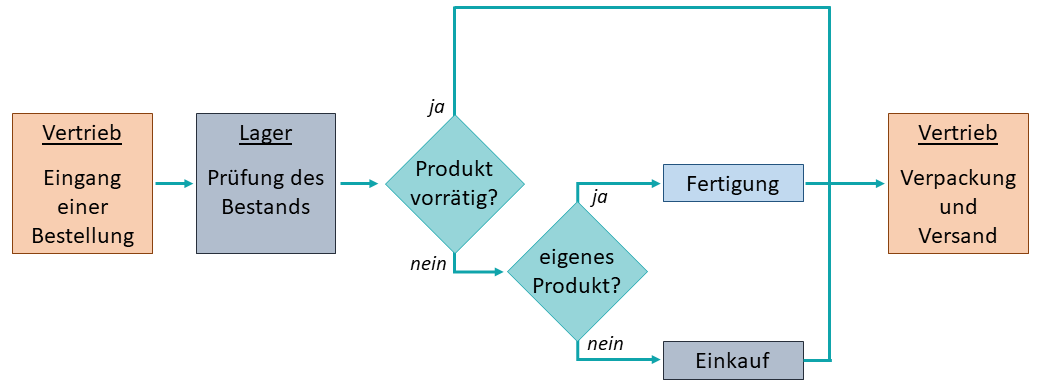 Vertrieb
Eingang
einer
Bestellung
Lager
Prüfung des
Bestands
ja
Produkt
vorrätig?
nein
eigenes
Produkt?
ja
Fertigung
nein
Einkauf
Vertrieb
Verpackung
und
Versand